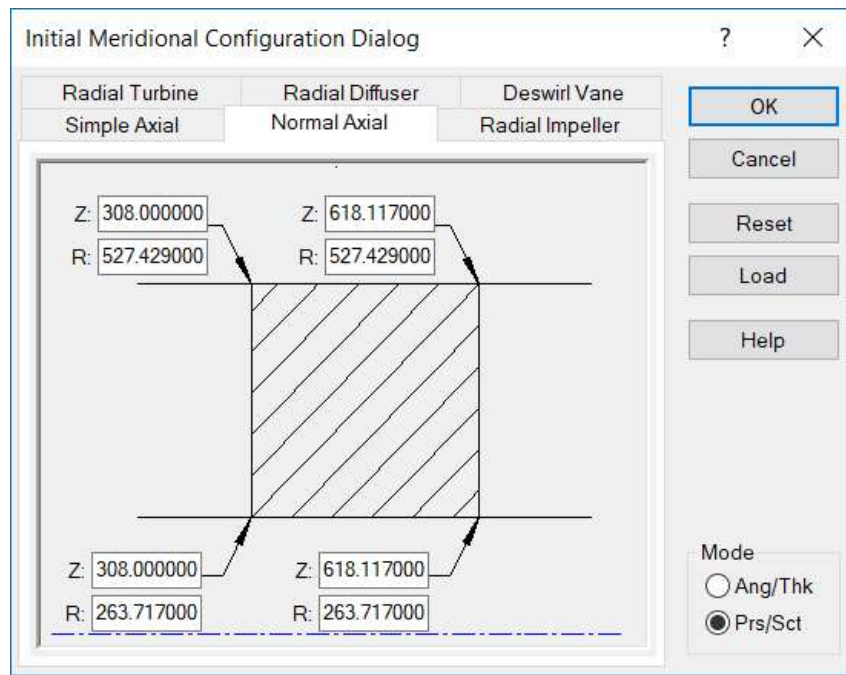 Initial Meridional Configuration Dialog ? ×
Radial Turbine Radial Diffuser Deswirl Vane
Simple Axial Normal Axial Radial Impeller
Z: 308.000000 Z: 618.117000
R: 527.429000 R: 527.429000
Z: 308.000000 Z: 618.117000
R: 263.717000 R: 263.717000
OK
Cancel
Reset
Load
Help
Mode
Ang/Thk
Prs/Sct